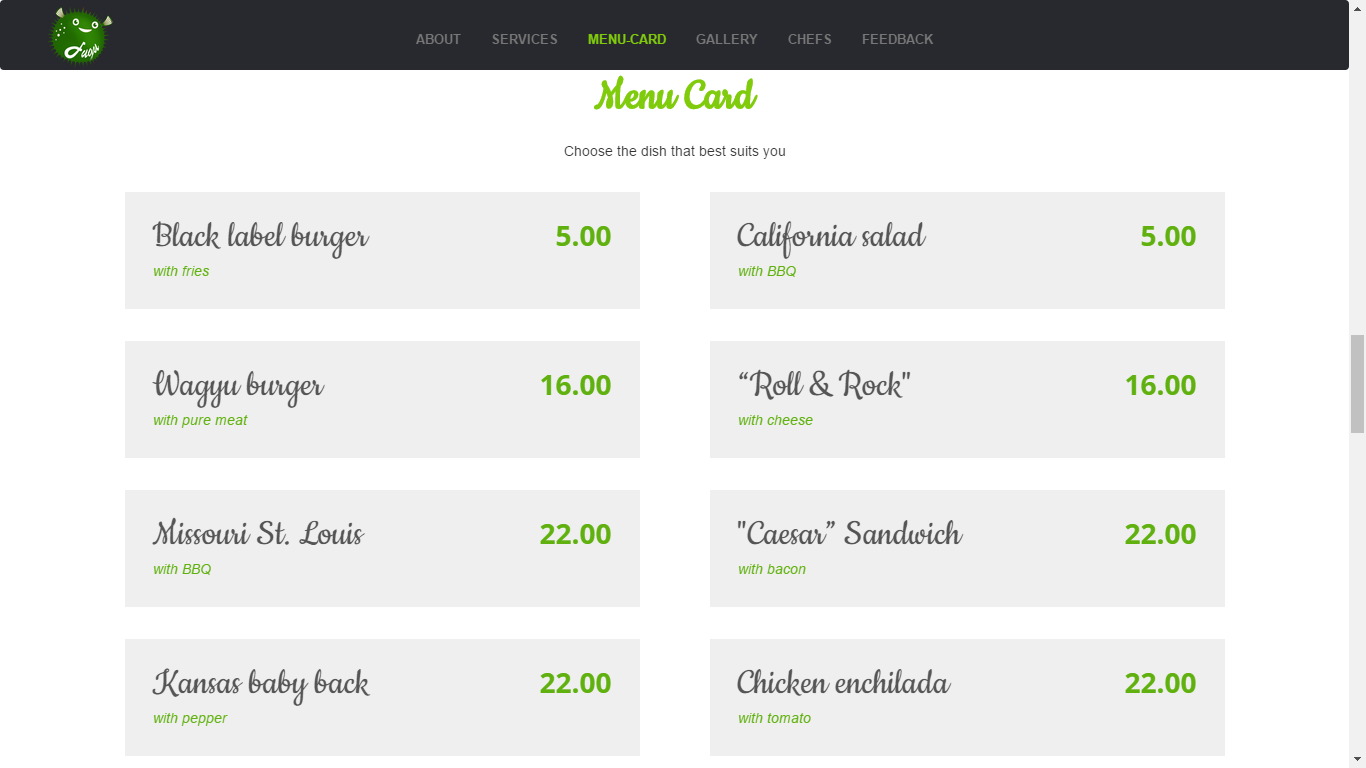 ABOUT SERVICES MENU-CARD GALLERY CHEFS FEEDBACK
Menu Card
Choose the dish that best suits you
Black label burger 5.00
with fries
California salad 5.00
with BBQ
Wagyu burger 16.00
with pure meat
“Roll & Rock" 16.00
with cheese
Missouri St. Louis 22.00
with BBQ
"Caesar” Sandwich 22.00
with bacon
Kansas baby back 22.00
with pepper
Chicken enchilada 22.00
with tomato